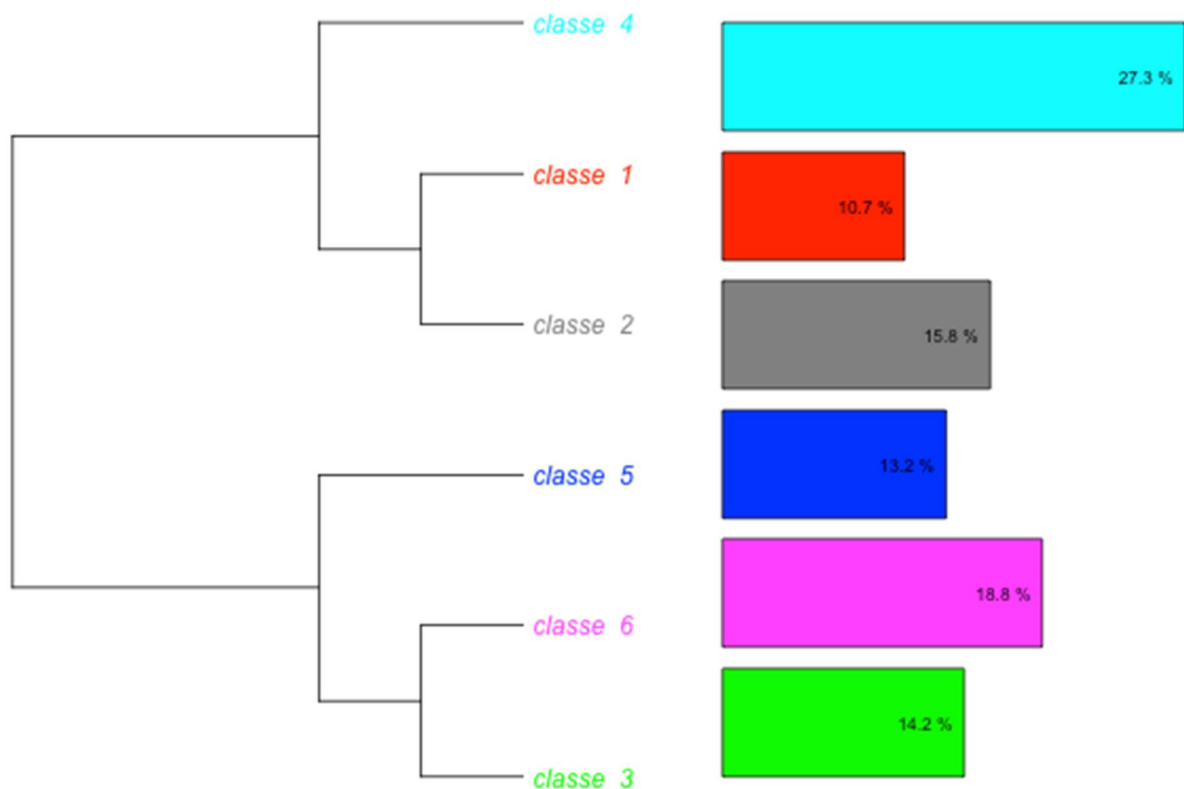 classe 4
27.3 %
classe 1
10.7 %
classe 2
15.8 %
classe 5
13.2 %
classe 6
18.8 %
classe 3
14.2 %